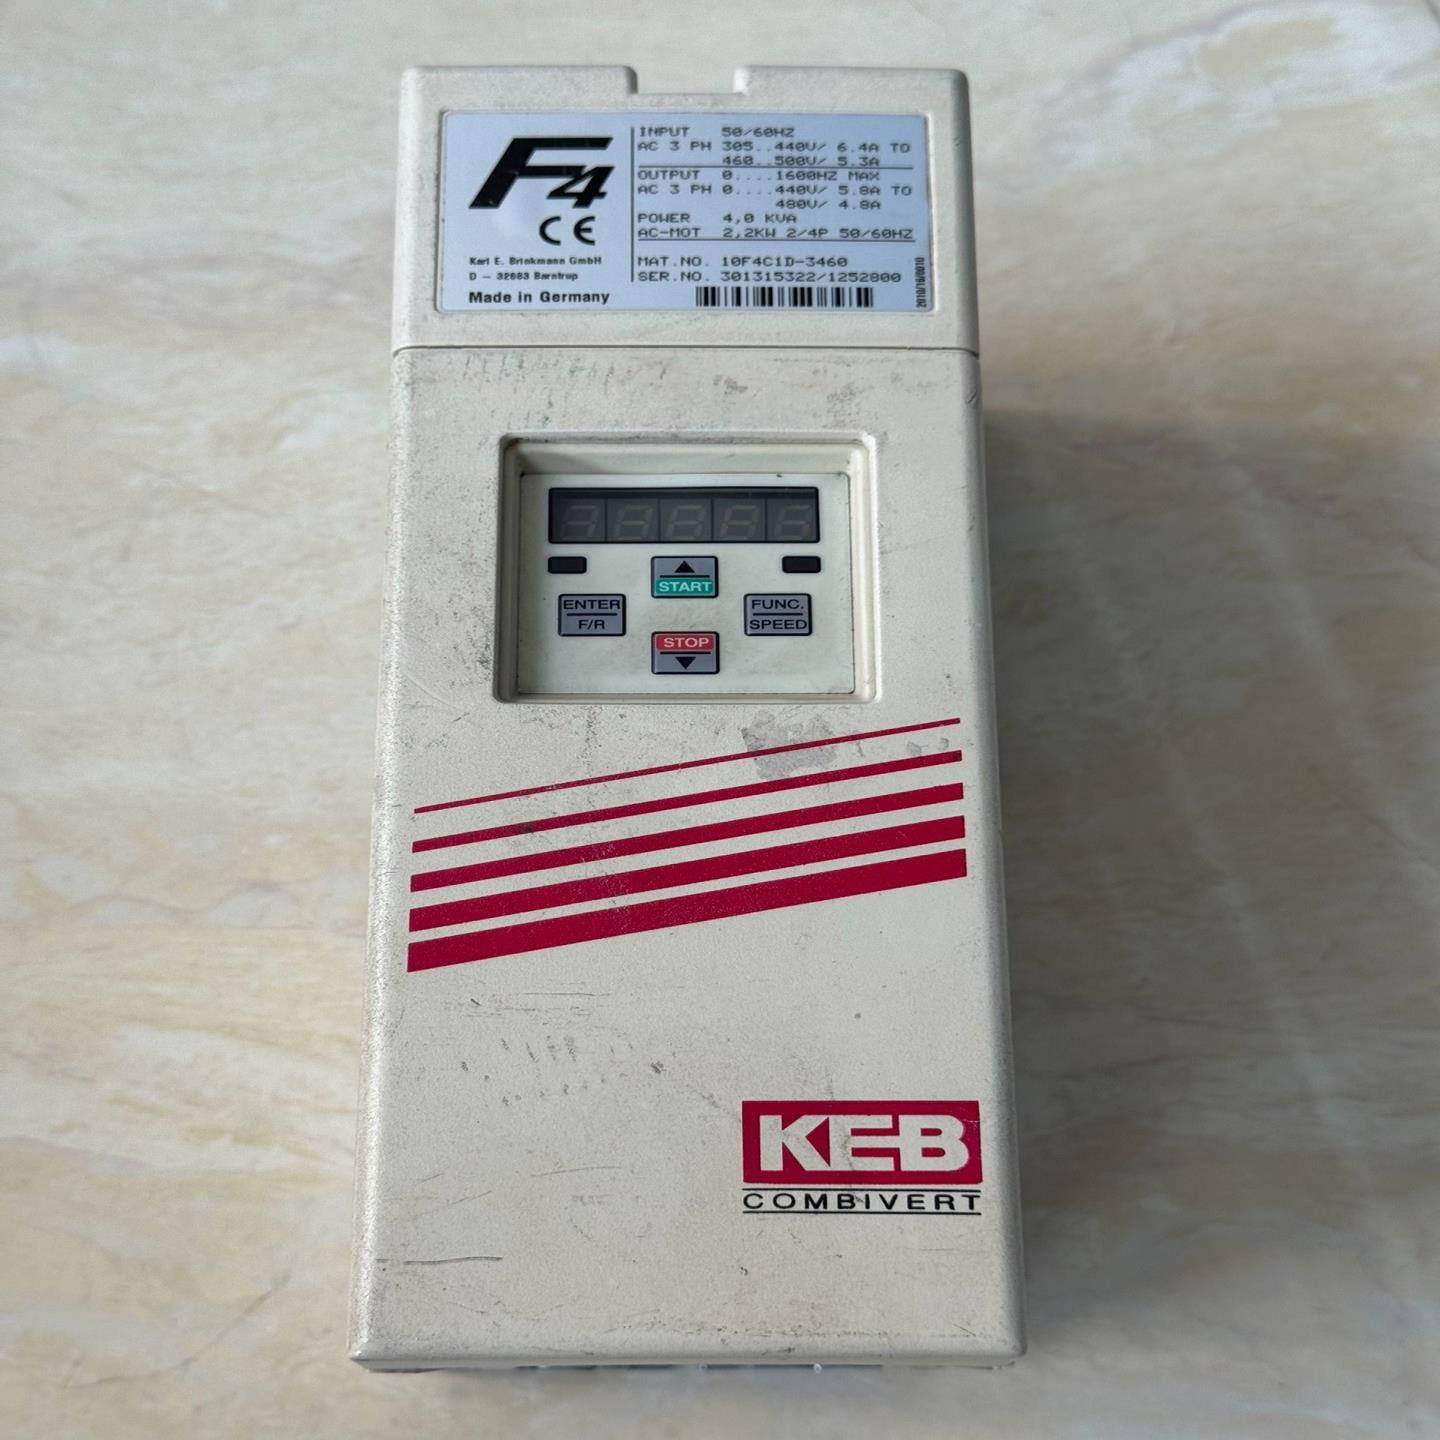 F4
CE
Karl E. Brinkmann GmbH
D – 32683 Barntrup
Made in Germany
INPUT 50/60HZ
AC 3 PH 305..440V/ 6.4A TO
460..500V/ 5.3A
OUTPUT 0....1600HZ MAX
AC 3 PH 0....440V/ 5.8A TO
480V/ 4.8A
POWER 4,0 KVA
AC-MOT 2,2KW 2/4P 50/60HZ
MAT.NO. 10F4C1D-3460
SER.NO. 301315322/1252800
START
ENTER
F/R
FUNC.
SPEED
STOP
KEB
COMBIVERT